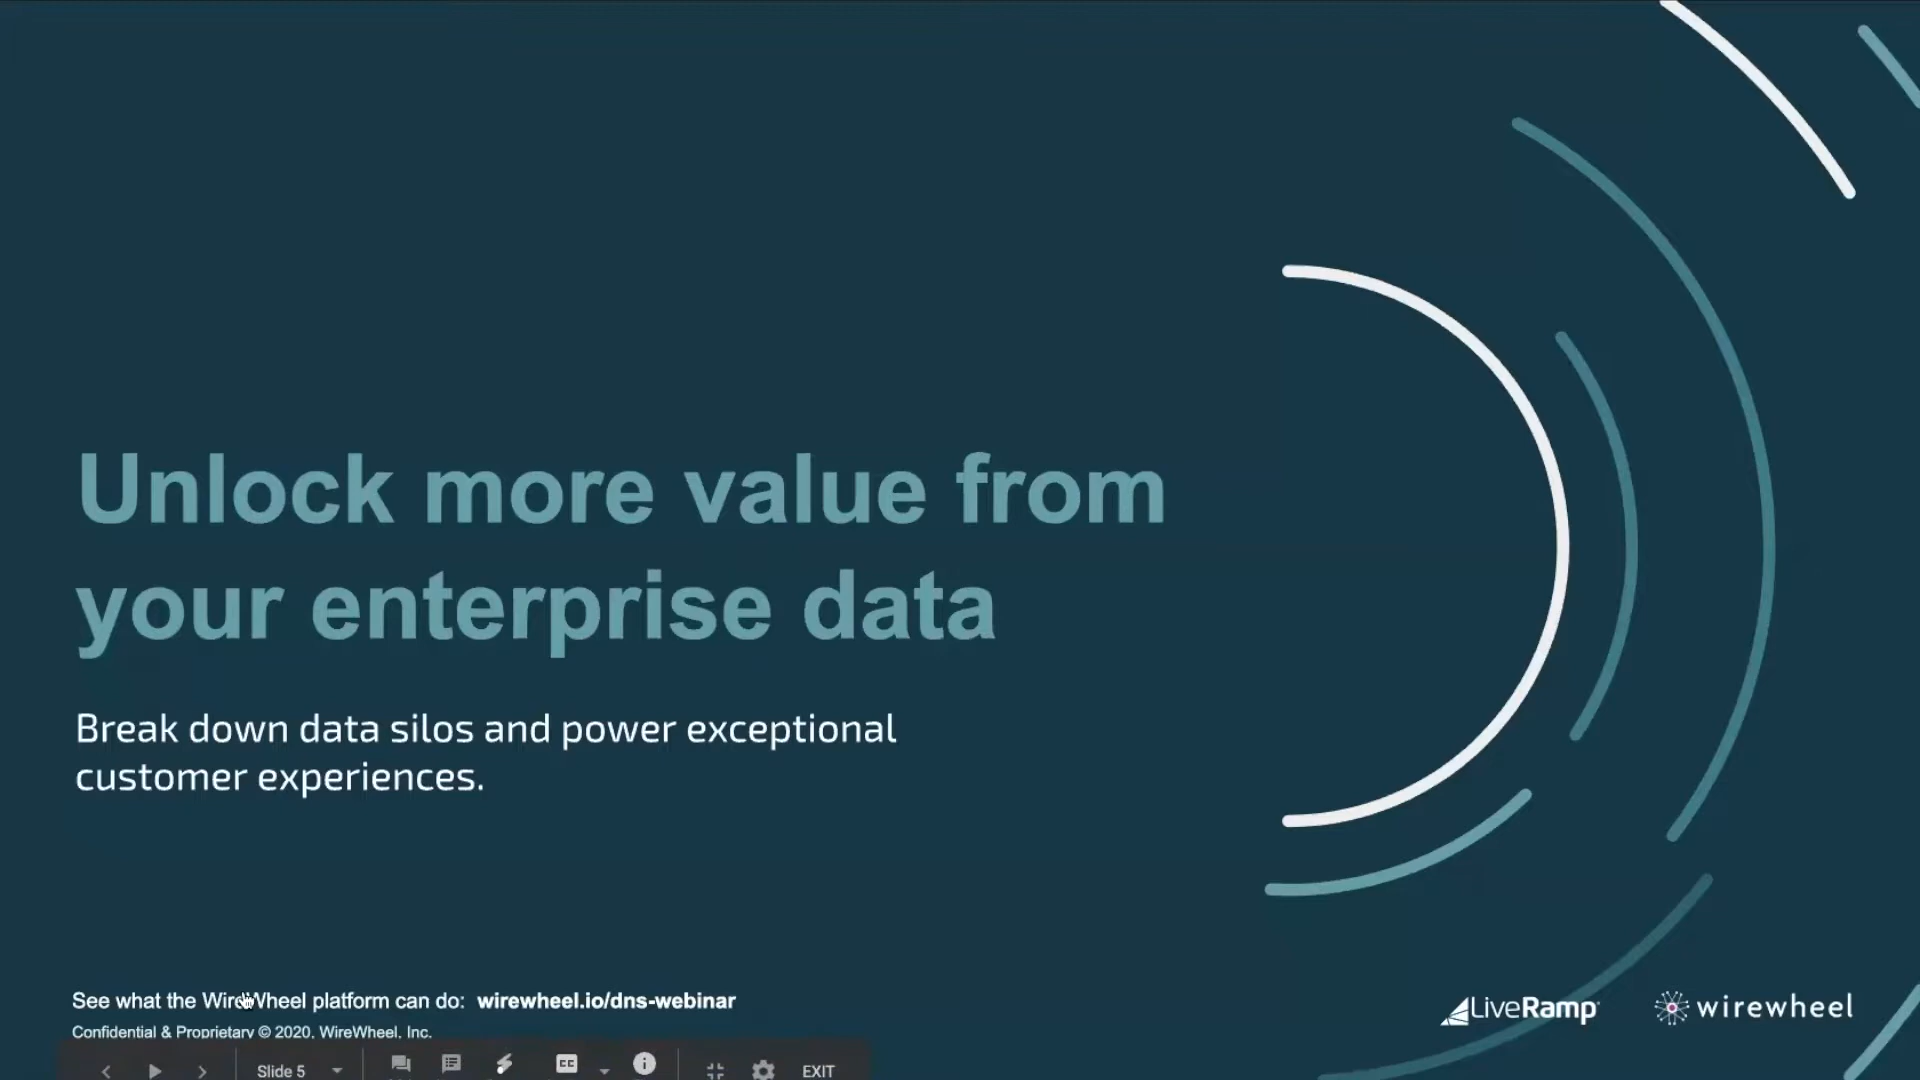 Unlock more value from
your enterprise data
Break down data silos and power exceptional
customer experiences.
See what the WireWheel platform can do: wirewheel.io/dns-webinar
Confidential & Proprietary © 2020, WireWheel, Inc.
LiveRamp
wirewheel
Slide 5
CC
EXIT